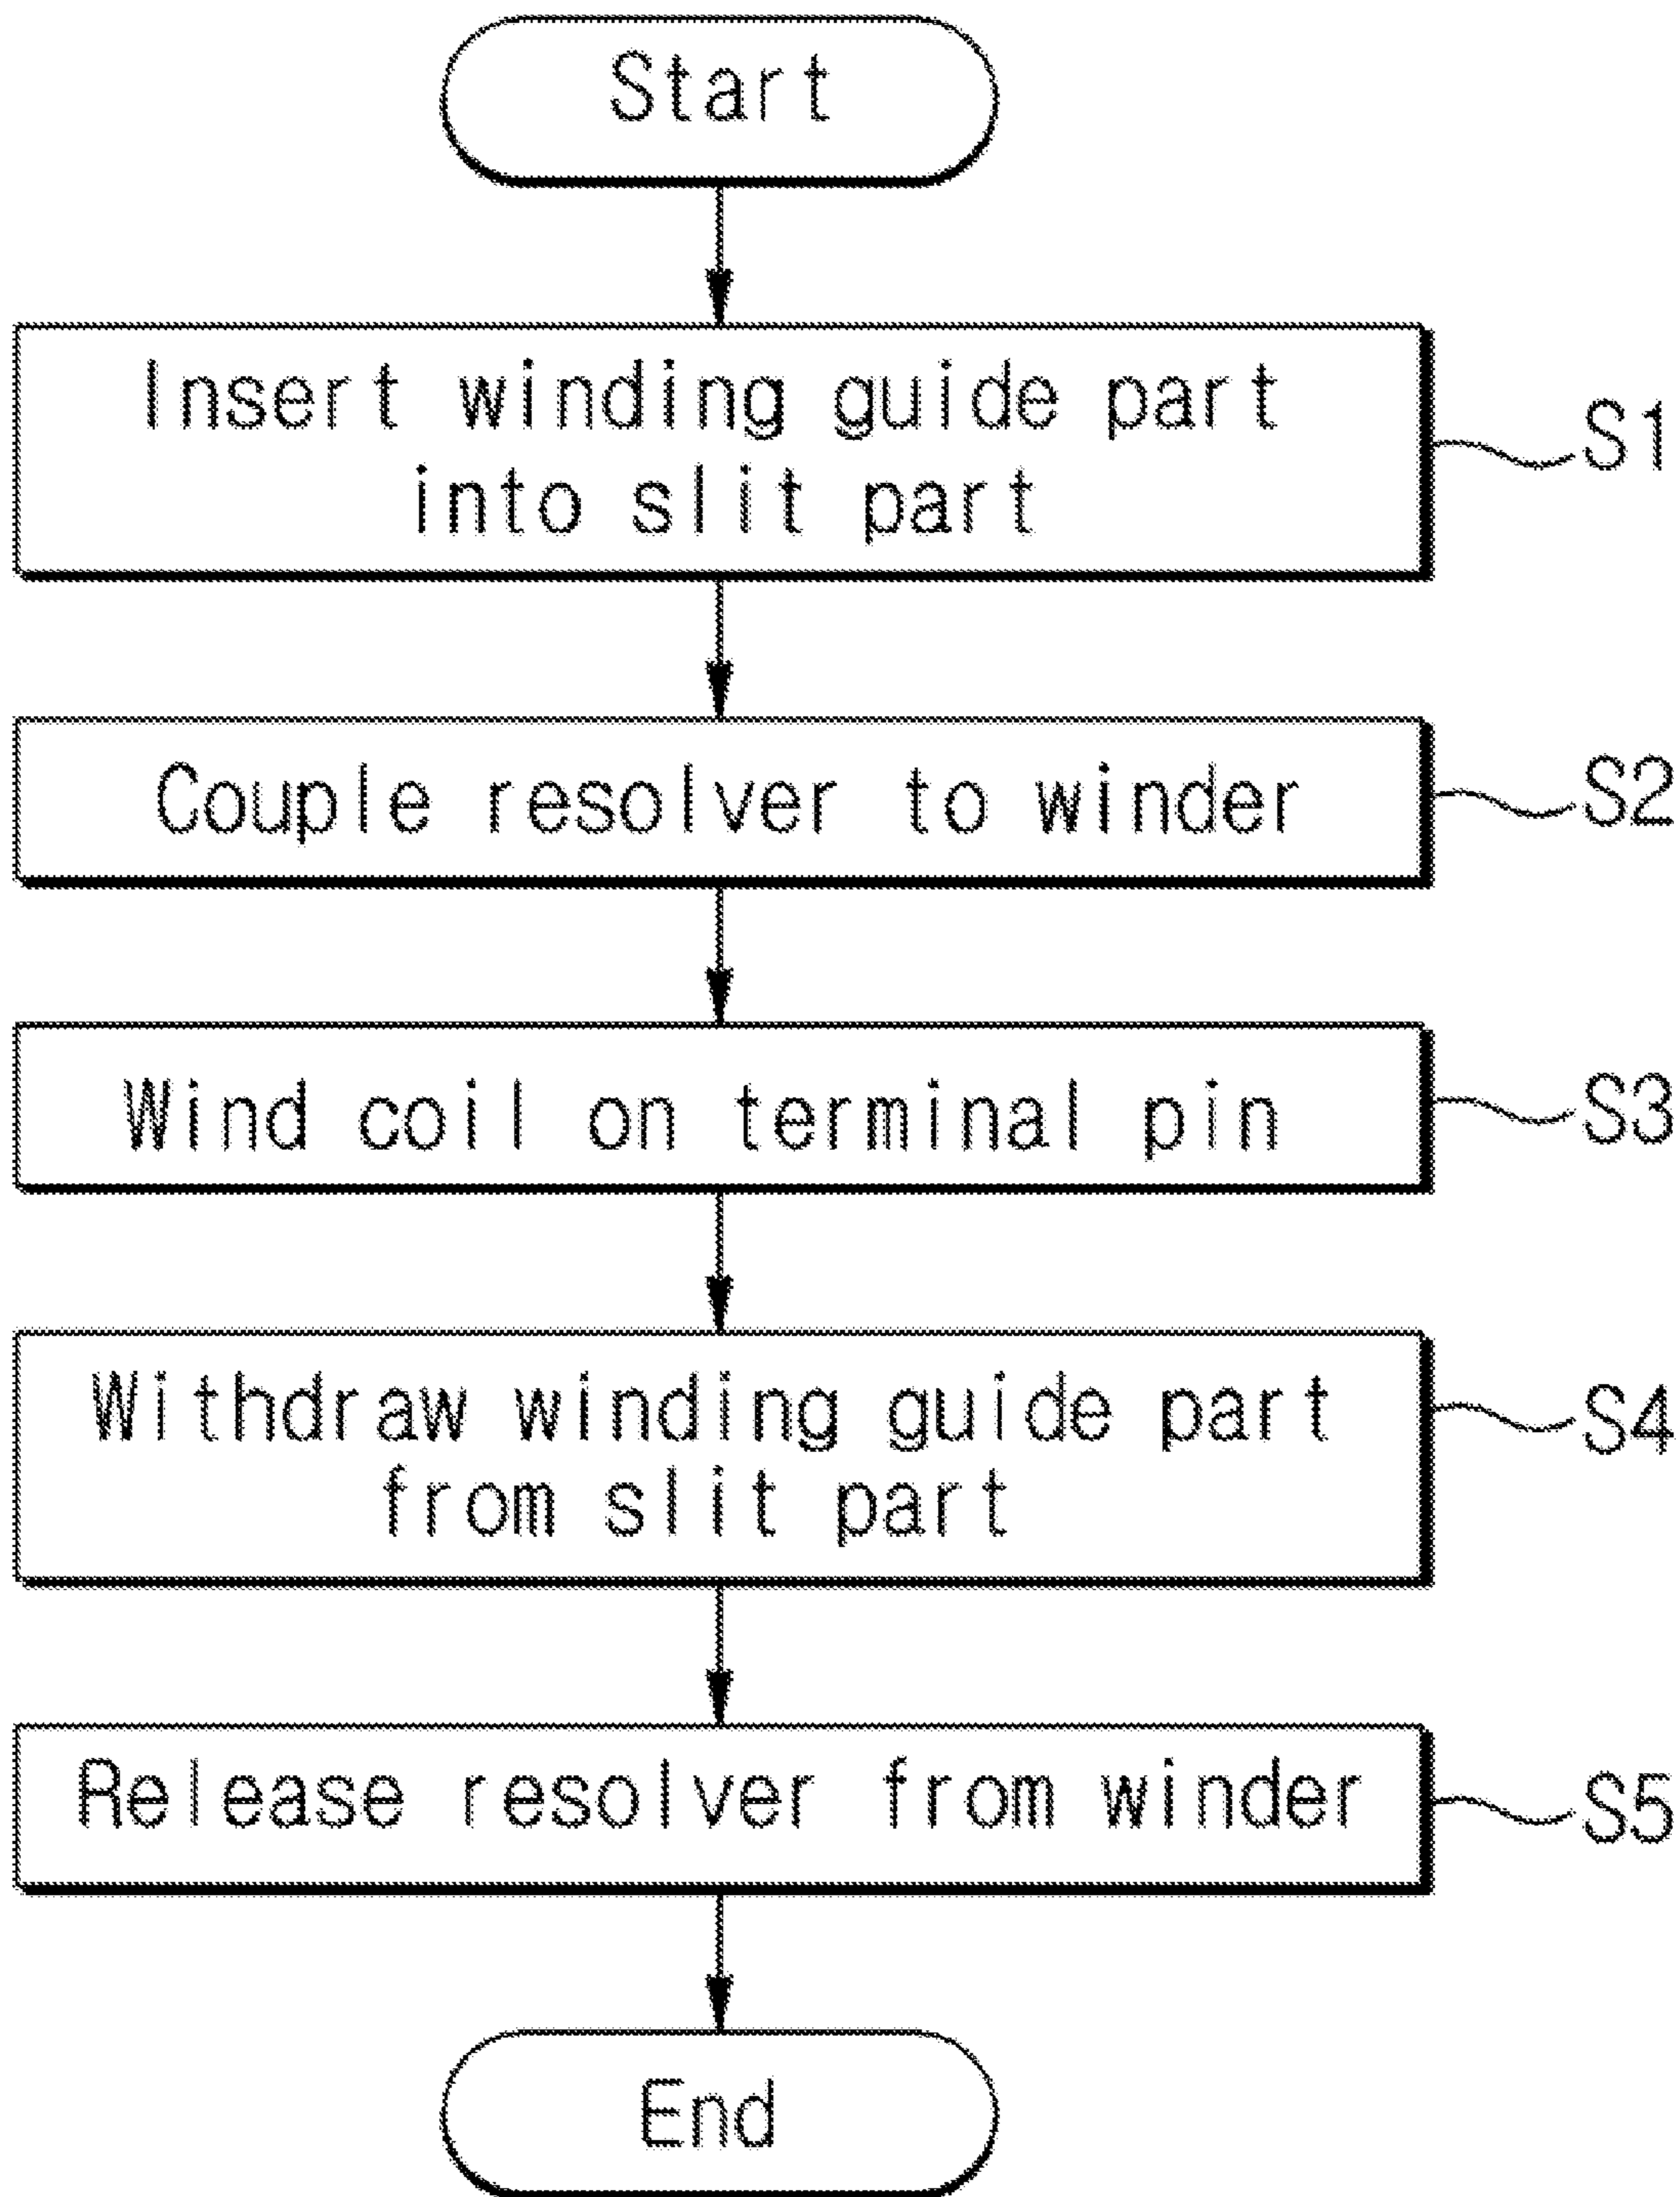 Start
Insert winding guide part
into slit part
S1
Couple resolver to winder
S2
Wind coil on terminal pin
S3
Withdraw winding guide part
from slit part
S4
Release resolver from winder
S5
End